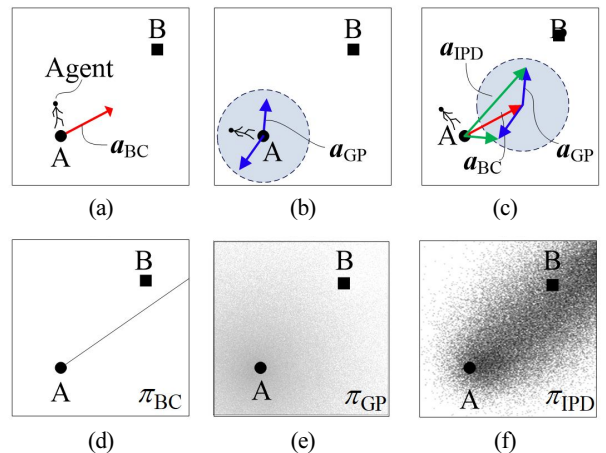 B
Agent
A
a_BC
(a)
B
A
a_GP
(b)
B
a_IPD
A
a_BC
a_GP
(c)
B
A
π_BC
(d)
B
A
π_GP
(e)
B
A
π_IPD
(f)